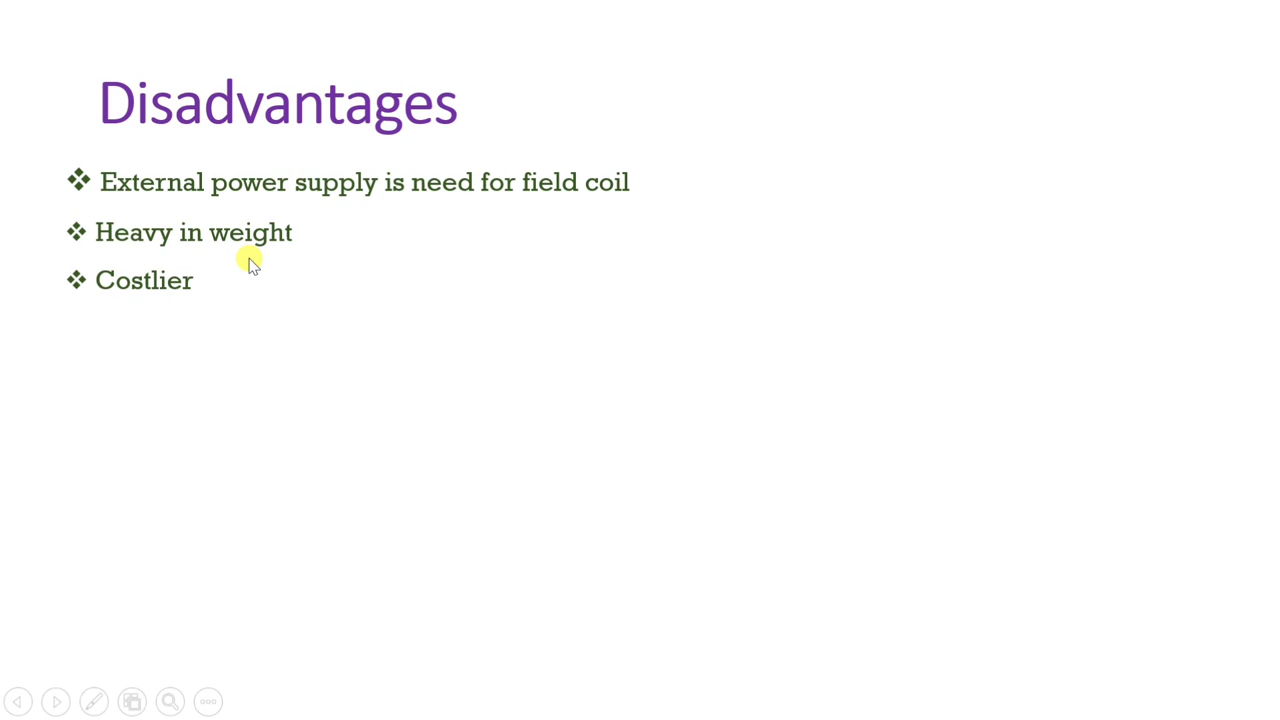 Disadvantages
❖ External power supply is need for field coil
❖ Heavy in weight
❖ Costlier